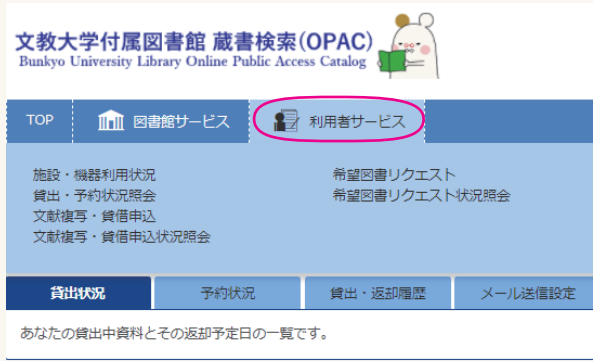 文教大学付属図書館 蔵書検索(OPAC)
Bunkyo University Library Online Public Access Catalog
TOP 図書館サービス 利用者サービス
施設・機器利用状況 希望図書リクエスト
貸出・予約状況照会 希望図書リクエスト状況照会
文献複写・貸借申込
文献複写・貸借申込状況照会
貸出状況 予約状況 貸出・返却履歴 メール送信設定
あなたの貸出中資料とその返却予定日の一覧です。